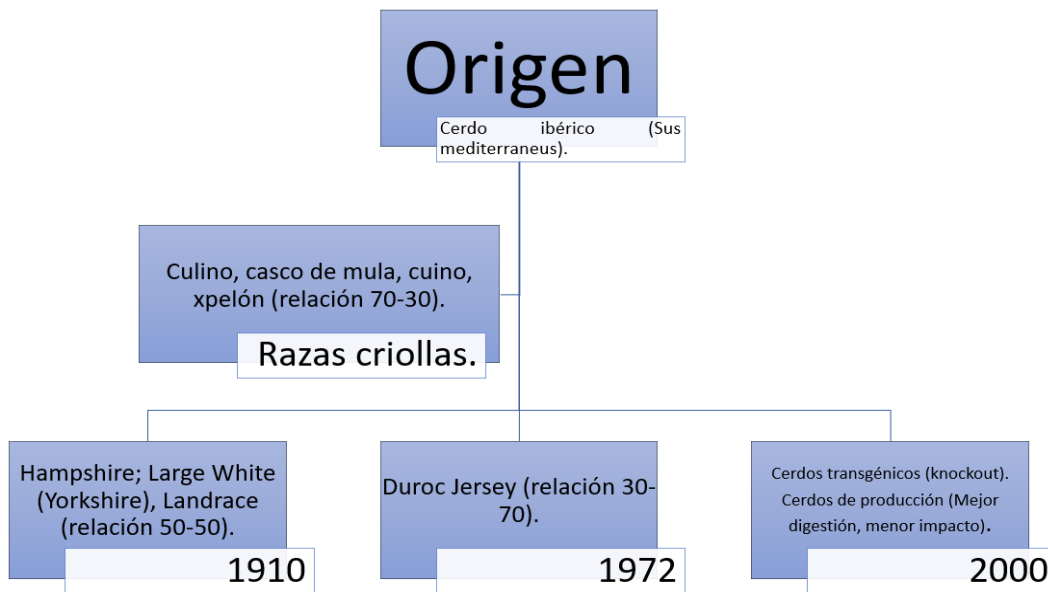 Origen
Cerdo ibérico (Sus
mediterraneus).
Culino, casco de mula, cuino,
xpelón (relación 70-30).
Razas criollas.
Hampshire; Large White
(Yorkshire), Landrace
(relación 50-50).
1910
Duroc Jersey (relación 30-
70).
1972
Cerdos transgénicos (knockout).
Cerdos de producción (Mejor
digestión, menor impacto).
2000